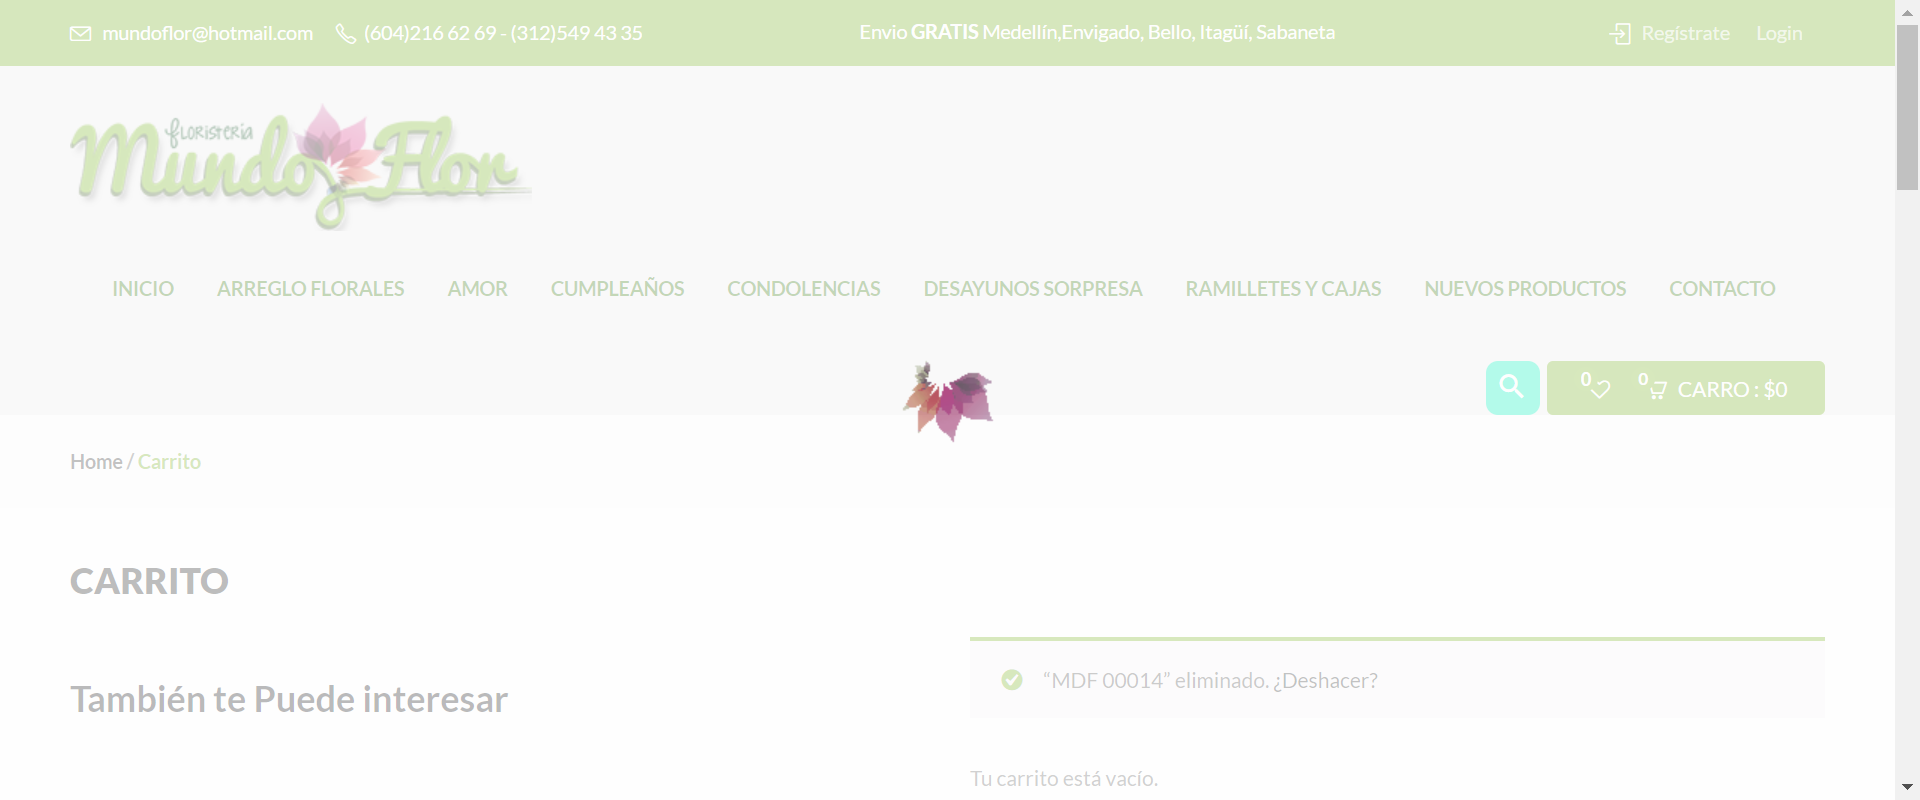 mundoflor@hotmail.com (604)216 62 69 - (312)549 43 35 Envio GRATIS Medellín,Envigado, Bello, Itagüí, Sabaneta Regístrate Login
FLORISTERÍA
Mundo Flor
INICIO ARREGLO FLORALES AMOR CUMPLEAÑOS CONDOLENCIAS DESAYUNOS SORPRESA RAMILLETES Y CAJAS NUEVOS PRODUCTOS CONTACTO
0 0 CARRO : $0
Home / Carrito
CARRITO
También te Puede interesar
“MDF 00014” eliminado. ¿Deshacer?
Tu carrito está vacío.